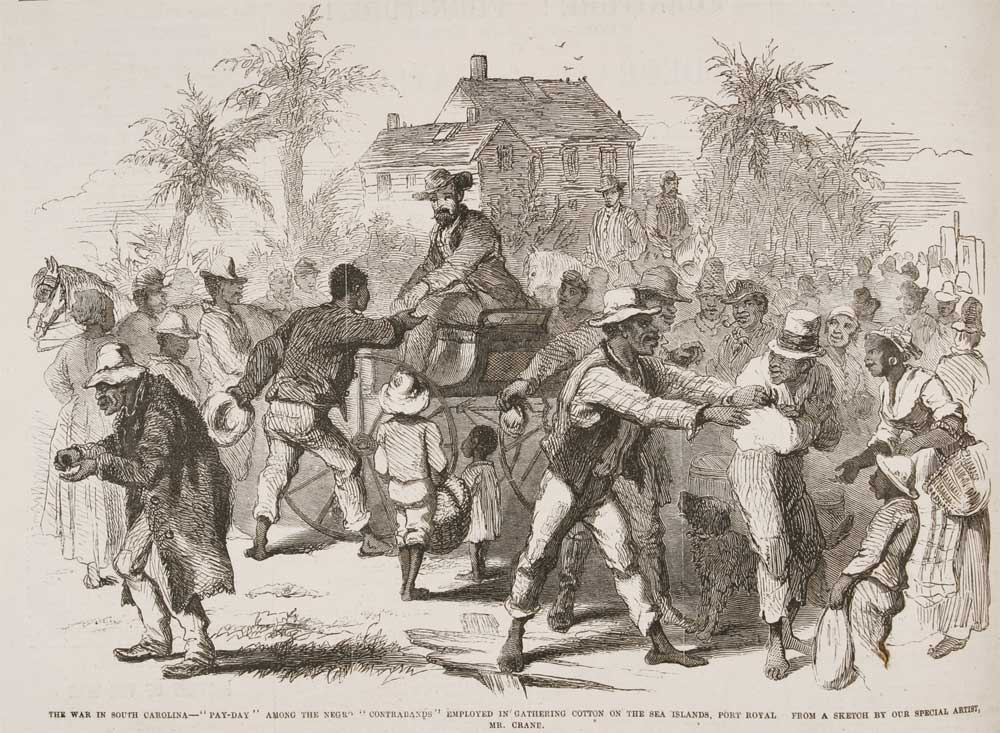 THE WAR IN SOUTH CAROLINA—"PAY-DAY" AMONG THE NEGRO "CONTRABANDS" EMPLOYED IN GATHERING COTTON ON THE SEA ISLANDS, PORT ROYAL FROM A SKETCH BY OUR SPECIAL ARTIST,
MR. CRANE.